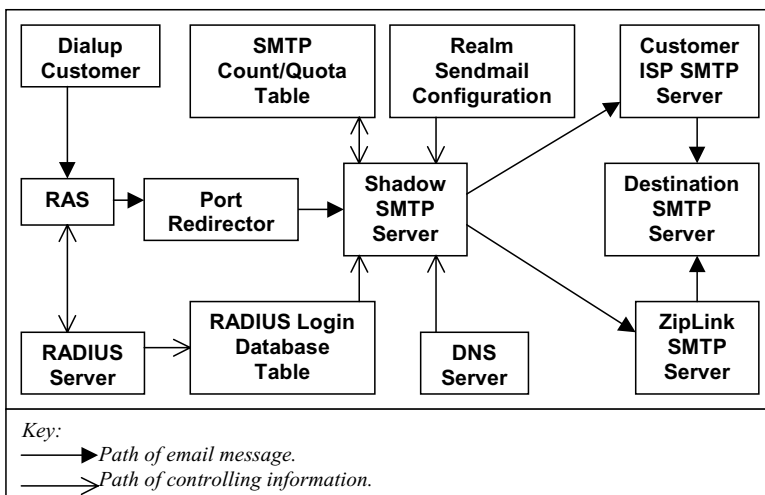 Dialup
Customer
SMTP
Count/Quota
Table
Realm
Sendmail
Configuration
Customer
ISP SMTP
Server
RAS
Port
Redirector
Shadow
SMTP
Server
Destination
SMTP
Server
RADIUS
Server
RADIUS Login
Database
Table
DNS
Server
ZipLink
SMTP
Server
Key:
Path of email message.
Path of controlling information.